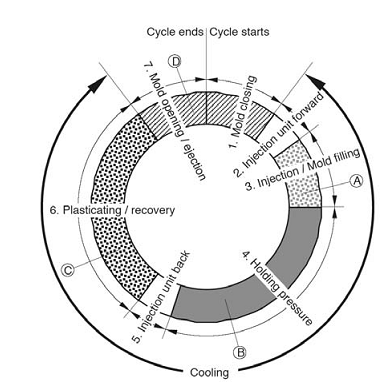 Cycle ends
Cycle starts
D
7. Mold opening / ejection
1. Mold closing
2. Injection unit forward
3. Injection / Mold filling
A
6. Plasticating / recovery
4. Holding pressure
C
5. Injection unit back
B
Cooling